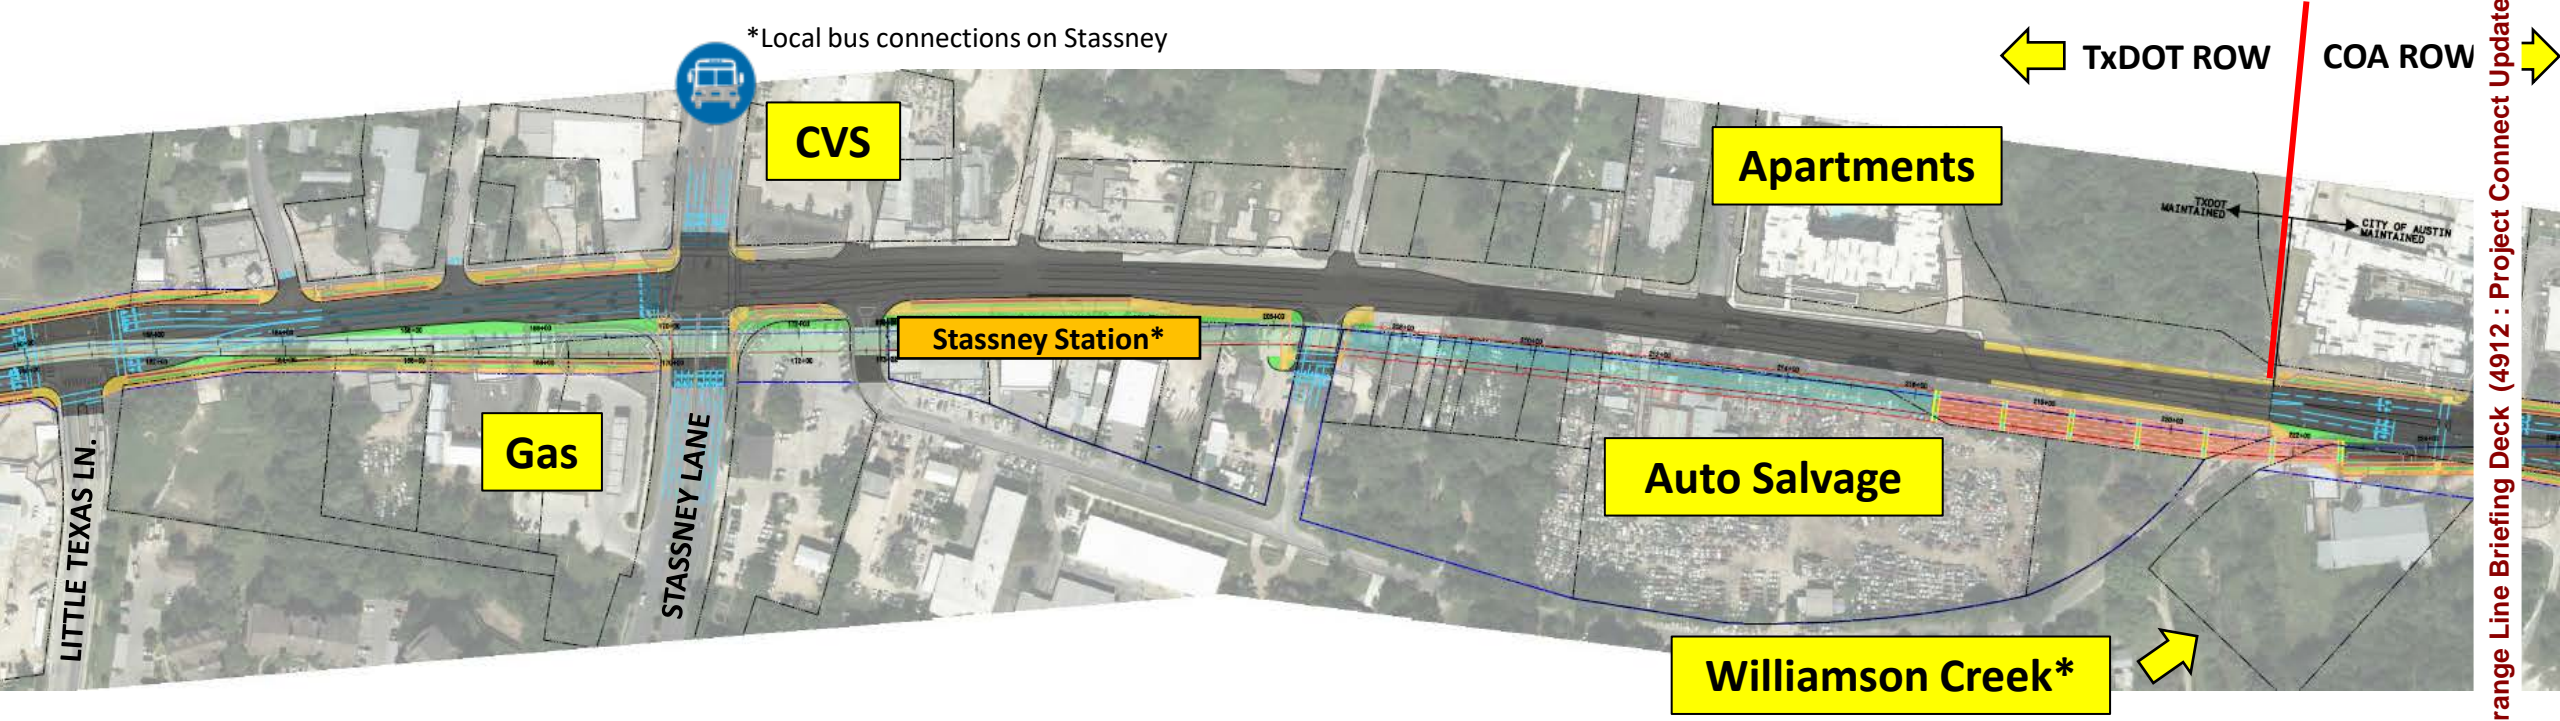 *Local bus connections on Stassney
TxDOT ROW
COA ROW
CVS
Apartments
TXDOT
MAINTAINED
CITY OF AUSTIN
MAINTAINED
Stassney Station*
Gas
Auto Salvage
LITTLE TEXAS LN.
STASSNEY LANE
Williamson Creek*
range Line Briefing Deck (4912 : Project Connect Update